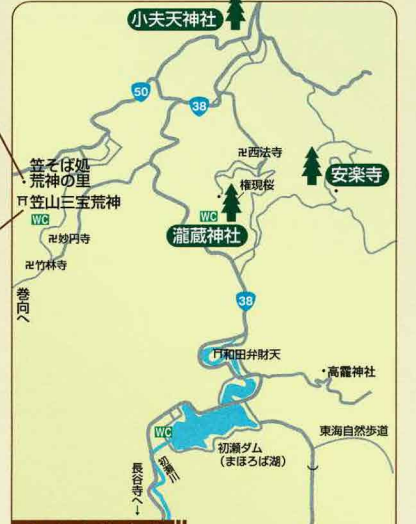 小夫天神社
50
38
卍西法寺
笠そば処
荒神の里
権現桜
安楽寺
笠山三宝荒神
WC
WC
瀧蔵神社
卍妙円寺
卍竹林寺
巻向へ
38
和田弁財天
高龗神社
WC
東海自然歩道
初瀬ダム
(まほろば湖)
初瀬川
長谷寺へ→